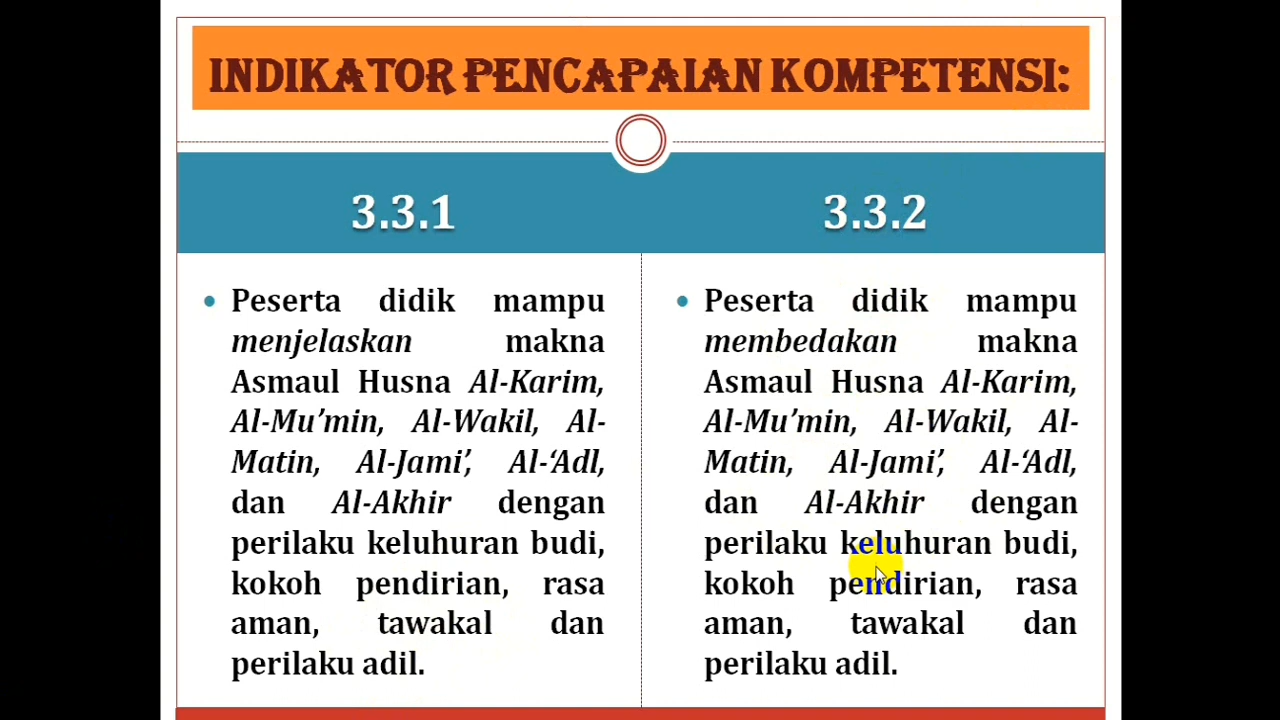 INDIKATOR PENCAPAIAN KOMPETENSI:
3.3.1
3.3.2
• Peserta didik mampu
menjelaskan makna
Asmaul Husna Al-Karim,
Al-Mu’min, Al-Wakil, Al-
Matin, Al-Jami’, Al-‘Adl,
dan Al-Akhir dengan
perilaku keluhuran budi,
kokoh pendirian, rasa
aman, tawakal dan
perilaku adil.
• Peserta didik mampu
membedakan makna
Asmaul Husna Al-Karim,
Al-Mu’min, Al-Wakil, Al-
Matin, Al-Jami’, Al-‘Adl,
dan Al-Akhir dengan
perilaku keluhuran budi,
kokoh pendirian, rasa
aman, tawakal dan
perilaku adil.